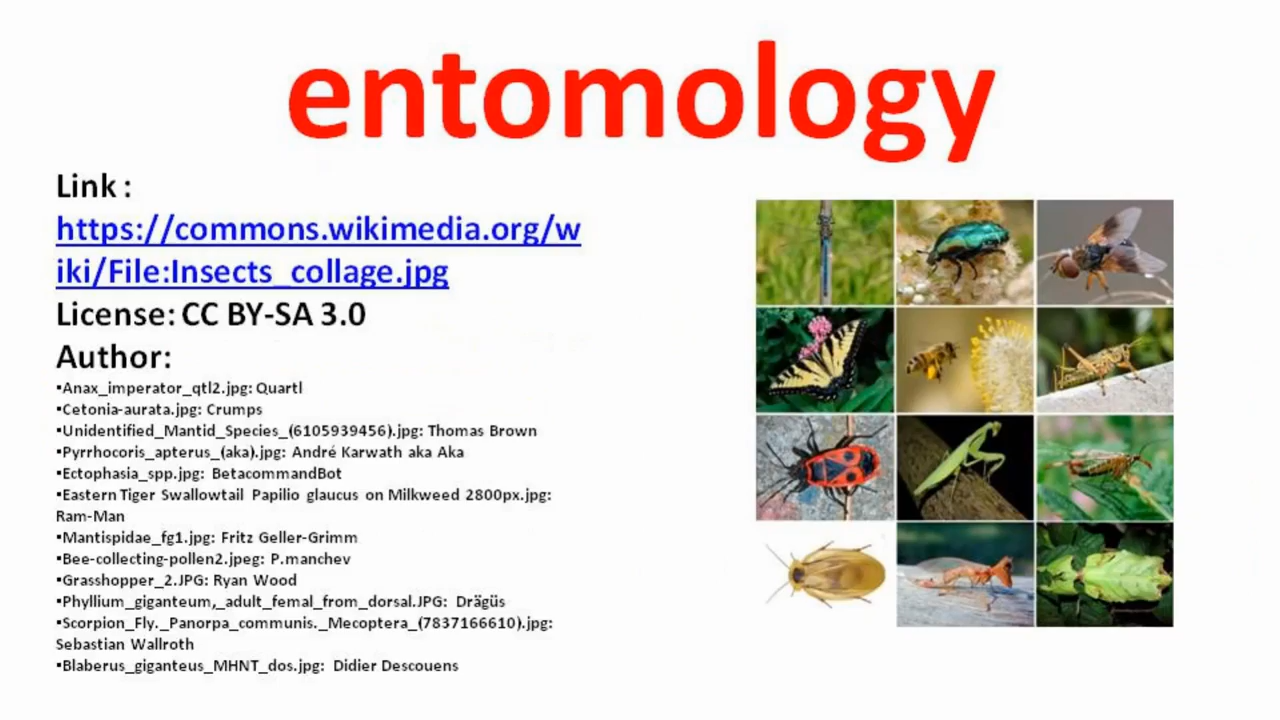 entomology
Link :
https://commons.wikimedia.org/w
iki/File:Insects_collage.jpg
License: CC BY-SA 3.0
Author:
▪Anax_imperator_qtl2.jpg: Quartl
▪Cetonia-aurata.jpg: Crumps
▪Unidentified_Mantid_Species_(6105939456).jpg: Thomas Brown
▪Pyrrhocoris_apterus_(aka).jpg: André Karwath aka Aka
▪Ectophasia_spp.jpg: BetacommandBot
▪Eastern Tiger Swallowtail Papilio glaucus on Milkweed 2800px.jpg:
Ram-Man
▪Mantispidae_fg1.jpg: Fritz Geller-Grimm
▪Bee-collecting-pollen2.jpeg: P.manchev
▪Grasshopper_2.JPG: Ryan Wood
▪Phyllium_giganteum,_adult_femal_from_dorsal.JPG: Drägüs
▪Scorpion_Fly._Panorpa_communis._Mecoptera_(7837166610).jpg:
Sebastian Wallroth
▪Blaberus_giganteus_MHNT_dos.jpg: Didier Descouens